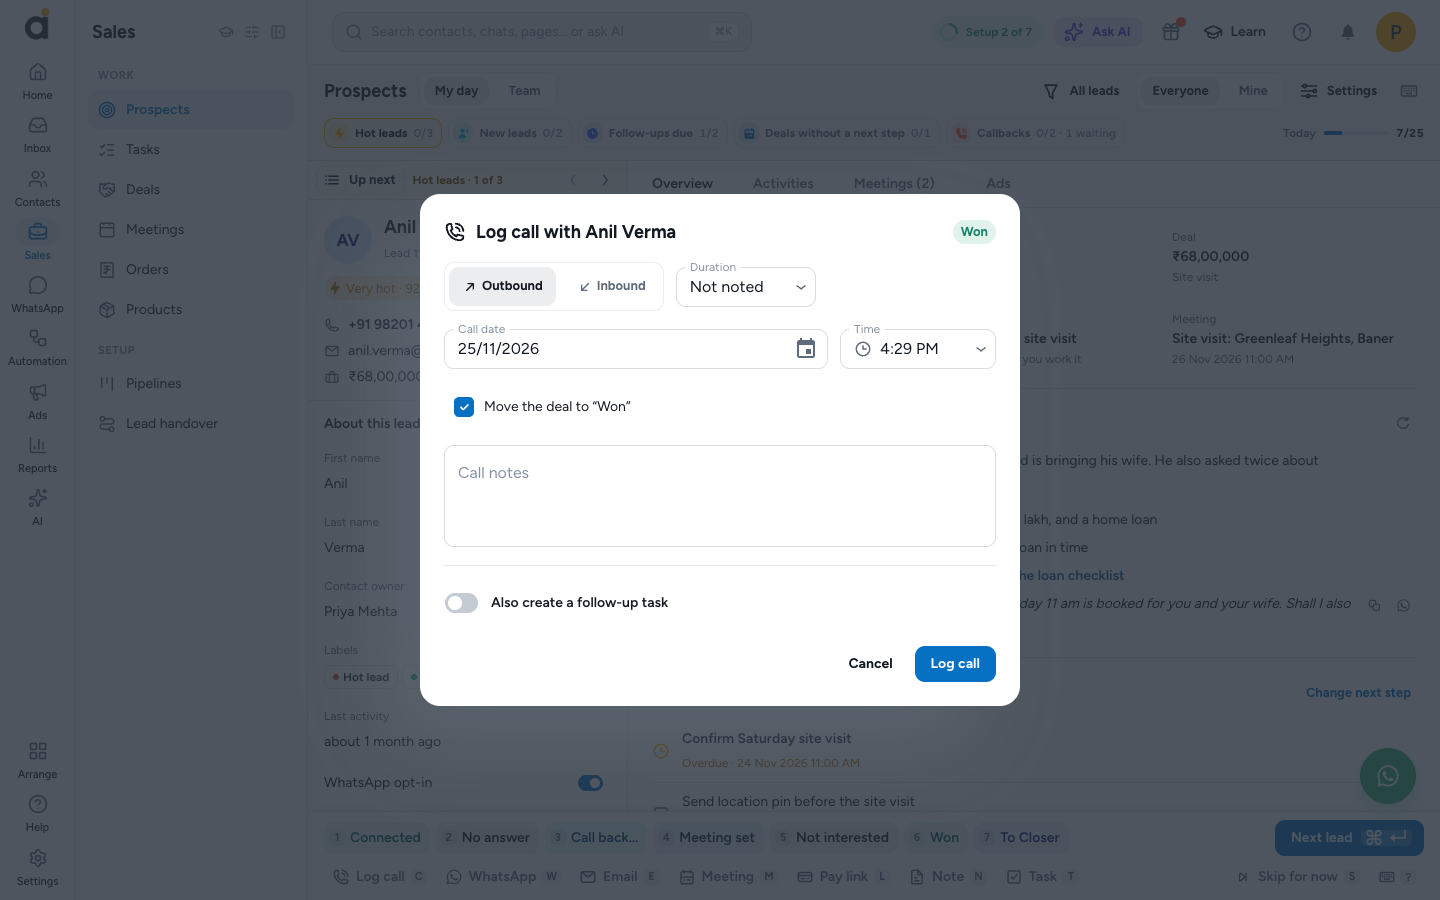 Sales
Search contacts, chats, pages... or ask AI
⌘K
Setup 2 of 7
Ask AI
Learn
P
Home
Inbox
Contacts
Sales
WhatsApp
Automation
Ads
Reports
AI
Arrange
Help
Settings
WORK
Prospects
Tasks
Deals
Meetings
Orders
Products
SETUP
Pipelines
Lead handover
Prospects
My day
Team
All leads
Everyone
Mine
Settings
Hot leads 0/3
New leads 0/2
Follow-ups due 1/2
Deals without a next step 0/1
Callbacks 0/2 · 1 waiting
Today
7/25
Up next
Hot leads · 1 of 3
Overview
Activities
Meetings (2)
Ads
AV
Anil
Lead
Very hot · 92
+91 98201
anil.verma@
₹68,00,000
About this lead
First name
Anil
Last name
Verma
Contact owner
Priya Mehta
Labels
Hot lead
Last activity
about 1 month ago
WhatsApp opt-in
Log call with Anil Verma
Won
Outbound
Inbound
Duration
Not noted
Call date
25/11/2026
Time
4:29 PM
Move the deal to “Won”
Call notes
Also create a follow-up task
Cancel
Log call
Deal
₹68,00,000
Site visit
site visit
you work it
Meeting
Site visit: Greenleaf Heights, Baner
26 Nov 2026 11:00 AM
d is bringing his wife. He also asked twice about
lakh, and a home loan
oan in time
he loan checklist
day 11 am is booked for you and your wife. Shall I also
Change next step
Confirm Saturday site visit
Overdue · 24 Nov 2026 11:00 AM
Send location pin before the site visit
1 Connected
2 No answer
3 Call back...
4 Meeting set
5 Not interested
6 Won
7 To Closer
Next lead ⌘
Log call C
WhatsApp W
Email E
Meeting M
Pay link L
Note N
Task T
Skip for now S
?